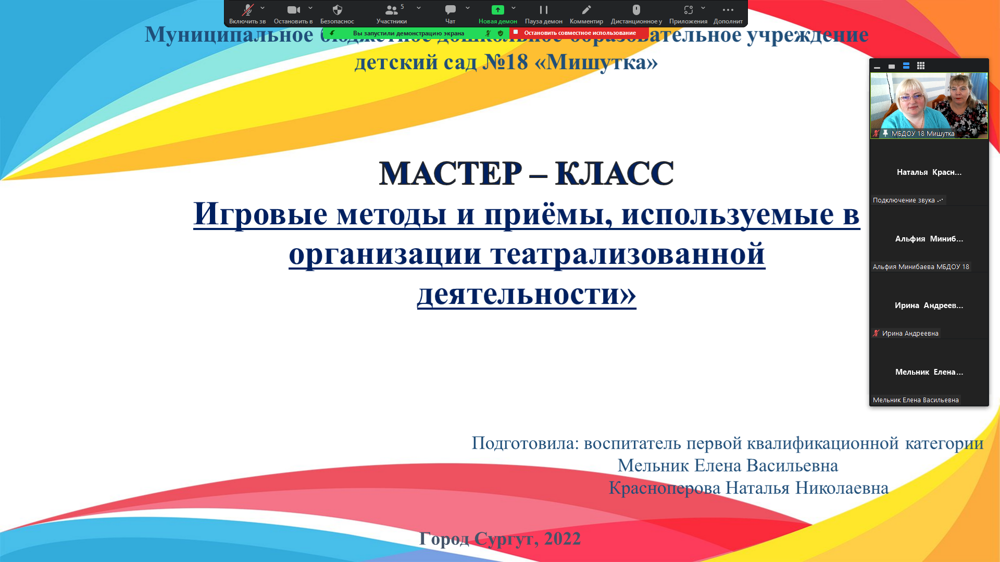 Включить зв
Остановить в
Безопаснос
5
Участники
Чат
Новая демон
Пауза демон
Комментир
Дистанционное у
Приложения
Дополнит
Вы запустили демонстрацию экрана
Остановить совместное использование
Муниципальное бюджетное дошкольное образовательное учреждение
детский сад №18 «Мишутка»
МАСТЕР – КЛАСС
Игровые методы и приёмы, используемые в
организации театрализованной
деятельности»
МБДОУ 18 Мишутка
Наталья Красн...
Подключение звука
Альфия Миниб...
Альфия Минибаева МБДОУ 18
Ирина Андреев...
Ирина Андреевна
Мельник Елена...
Мельник Елена Васильевна
Подготовила: воспитатель первой квалификационной категории
Мельник Елена Васильевна
Красноперова Наталья Николаевна
Город Сургут, 2022